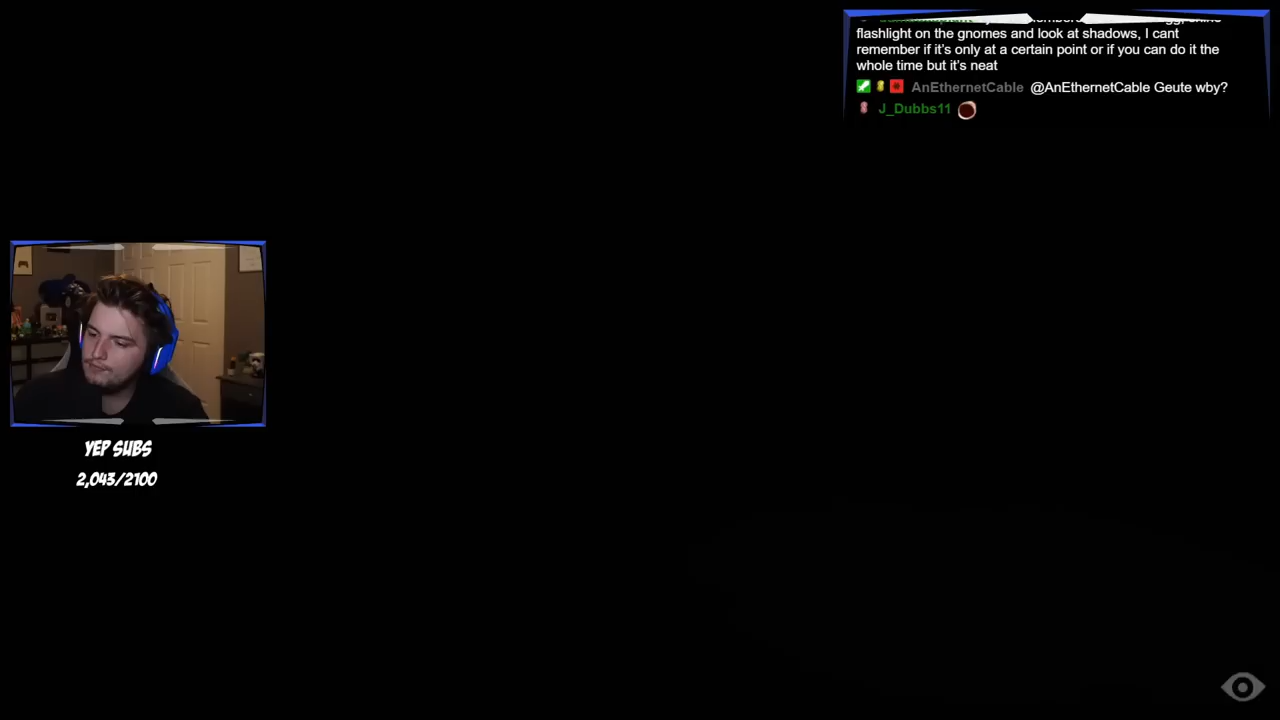 flashlight on the gnomes and look at shadows, I cant
remember if it's only at a certain point or if you can do it the
whole time but it's neat
AnEthernetCable @AnEthernetCable Geute wby?
J_Dubbs11
YEP SUBS
2,043/2100